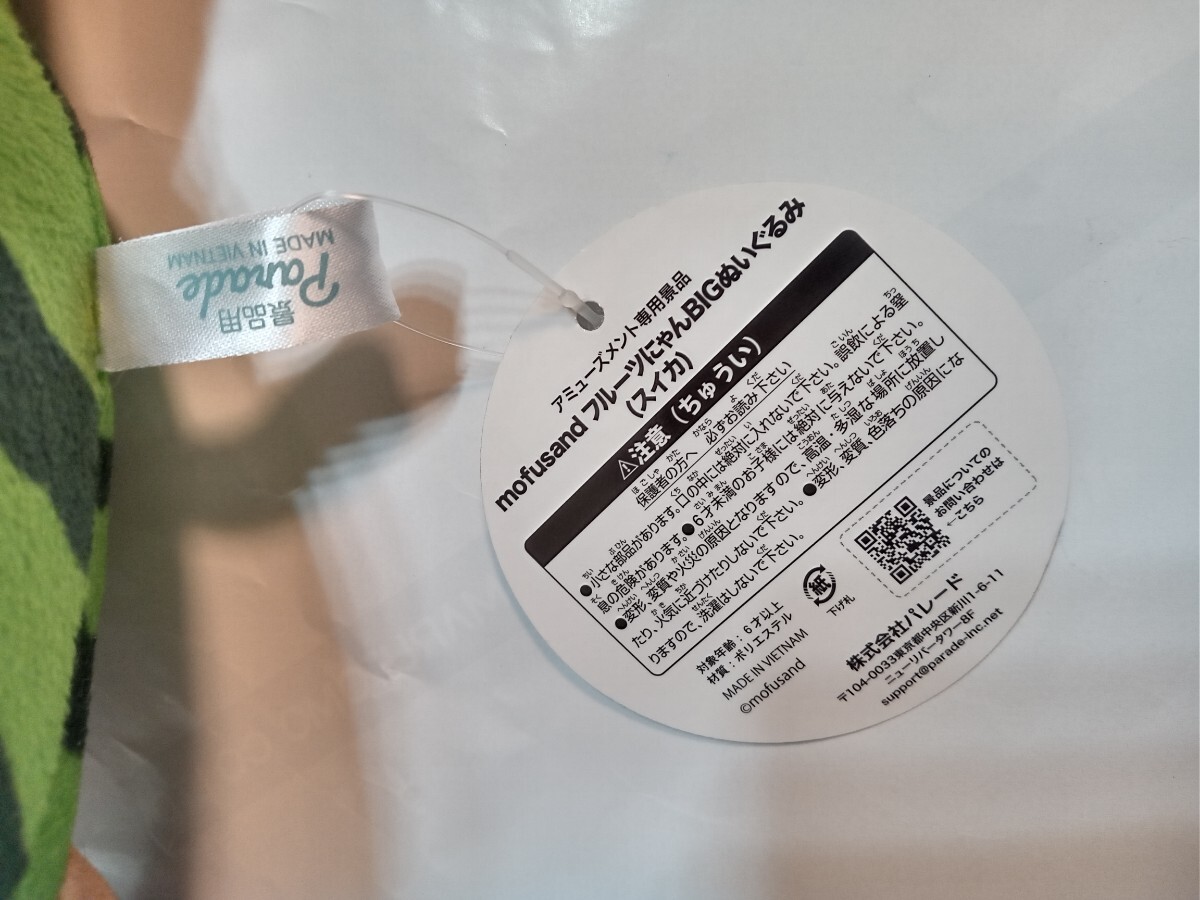 景品用
Parade
MADE IN VIETNAM
アミューズメント専用景品
mofusand フルーツにゃんBIGぬいぐるみ
(スイカ)
⚠注意(ちゅうい)
保護者の方へ 必ずお読み下さい
●小さな部品があります。口の中には絶対に入れないで下さい。誤飲による窒
息の危険があります。●6才未満のお子様には絶対に与えないで下さい。
●変形、変質や火災の原因となりますので、高温・多湿な場所に放置し
たり、火気に近づけたりしないで下さい。●変形、変質、色落ちの原因にな
りますので、洗濯はしないで下さい。
対象年齢:6才以上
材質:ポリエステル
MADE IN VIETNAM
©mofusand
紙
下げ札
景品についての
お問い合わせは
←こちら
株式会社パレード
〒104-0033東京都中央区新川1-6-11
ニューリバータワー8F
support@parade-inc.net